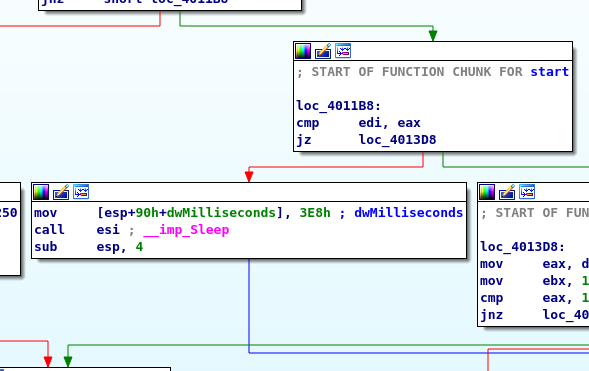 jnz     short loc_4011B8
; START OF FUNCTION CHUNK FOR start
loc_4011B8:
cmp     edi, eax
jz      loc_4013D8
250
mov     [esp+90h+dwMilliseconds], 3E8h ; dwMilliseconds
call    esi ; __imp_Sleep
sub     esp, 4
; START OF FUN
loc_4013D8:
mov     eax, d
mov     ebx, 1
cmp     eax, 1
jnz     loc_40